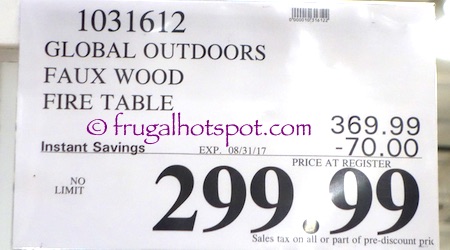 1031612
GLOBAL OUTDOORS
FAUX WOOD
FIRE TABLE
© frugalhotspot.com
369.99
Instant Savings EXP. 08/31/17 -70.00
PRICE AT REGISTER
NO
LIMIT
299.99
Sales tax on all or part of pre-discount